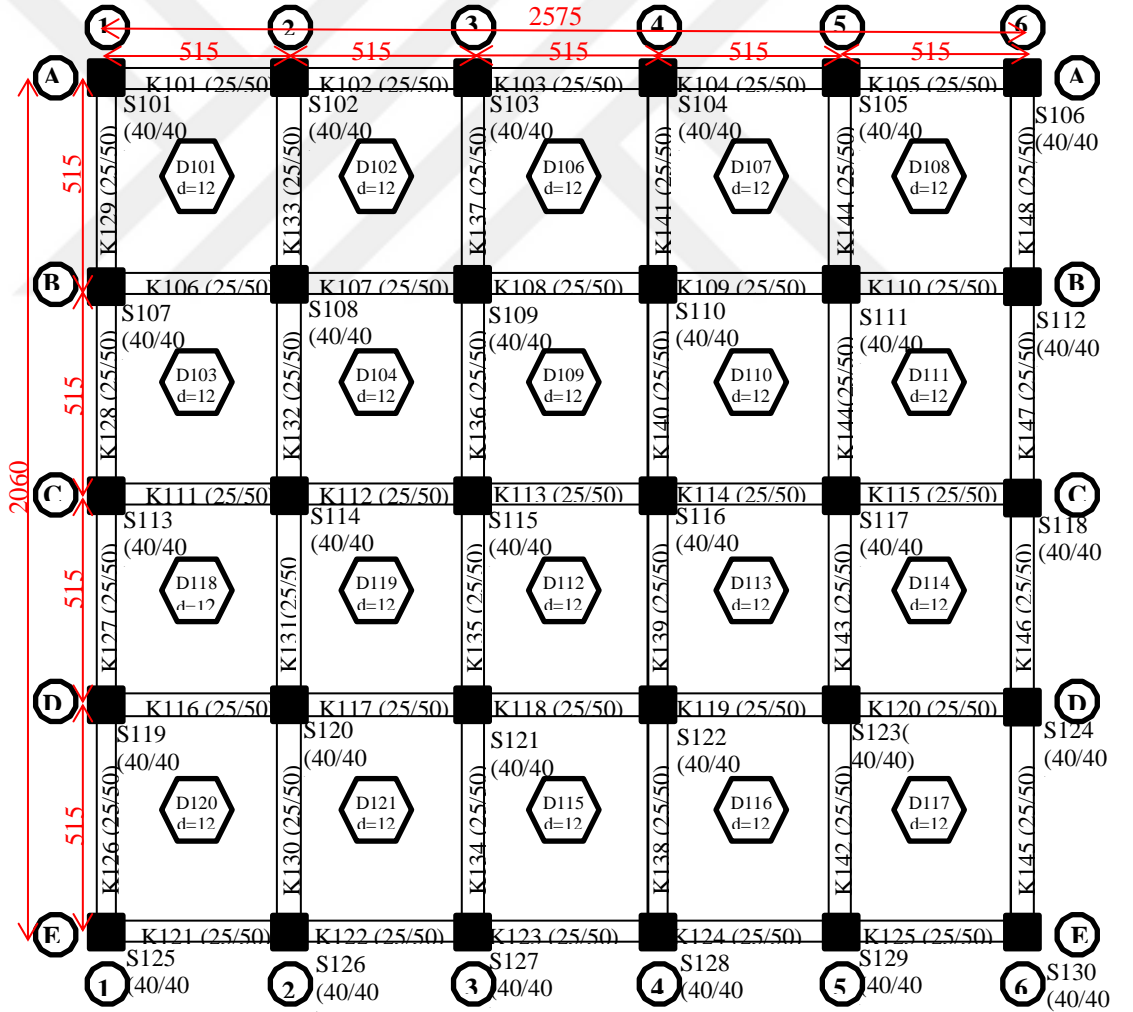 1 2 3 4 5 6
2575
515 515 515 515 515
A K101 (25/50) K102 (25/50) K103 (25/50) K104 (25/50) K105 (25/50) A
S101 S102 S103 S104 S105 S106
(40/40 (40/40 (40/40 (40/40 (40/40 (40/40
515
K129 (25/50) K133 (25/50) K137 (25/50) K141 (25/50) K144 (25/50) K148 (25/50)
D101 D102 D106 D107 D108
d=12 d=12 d=12 d=12 d=12
B K106 (25/50) K107 (25/50) K108 (25/50) K109 (25/50) K110 (25/50) B
S107 S108 S109 S110 S111 S112
(40/40 (40/40 (40/40 (40/40 (40/40 (40/40
515
K128 (25/50) K132 (25/50) K136 (25/50) K140 (25/50) K144(25/50) K147 (25/50)
D103 D104 D109 D110 D111
d=12 d=12 d=12 d=12 d=12
2060
C K111 (25/50) K112 (25/50) K113 (25/50) K114 (25/50) K115 (25/50) C
S113 S114 S115 S116 S117 S118
(40/40 (40/40 (40/40 (40/40 (40/40 (40/40
515
K127 (25/50) K131(25/50 K135 (25/50) K139 (25/50) K143 (25/50) K146 (25/50)
D118 D119 D112 D113 D114
d=12 d=12 d=12 d=12 d=12
D K116 (25/50) K117 (25/50) K118 (25/50) K119 (25/50) K120 (25/50) D
S119 S120 S121 S122 S123( S124
(40/40 (40/40 (40/40 (40/40 40/40) (40/40
515
K126 (25/50) K130 (25/50) K134 (25/50) K138 (25/50) K142 (25/50) K145 (25/50)
D120 D121 D115 D116 D117
d=12 d=12 d=12 d=12 d=12
E K121 (25/50) K122 (25/50) K123 (25/50) K124 (25/50) K125 (25/50) E
S125 S126 S127 S128 S129 S130
(40/40 (40/40 (40/40 (40/40 (40/40 (40/40
1 2 3 4 5 6